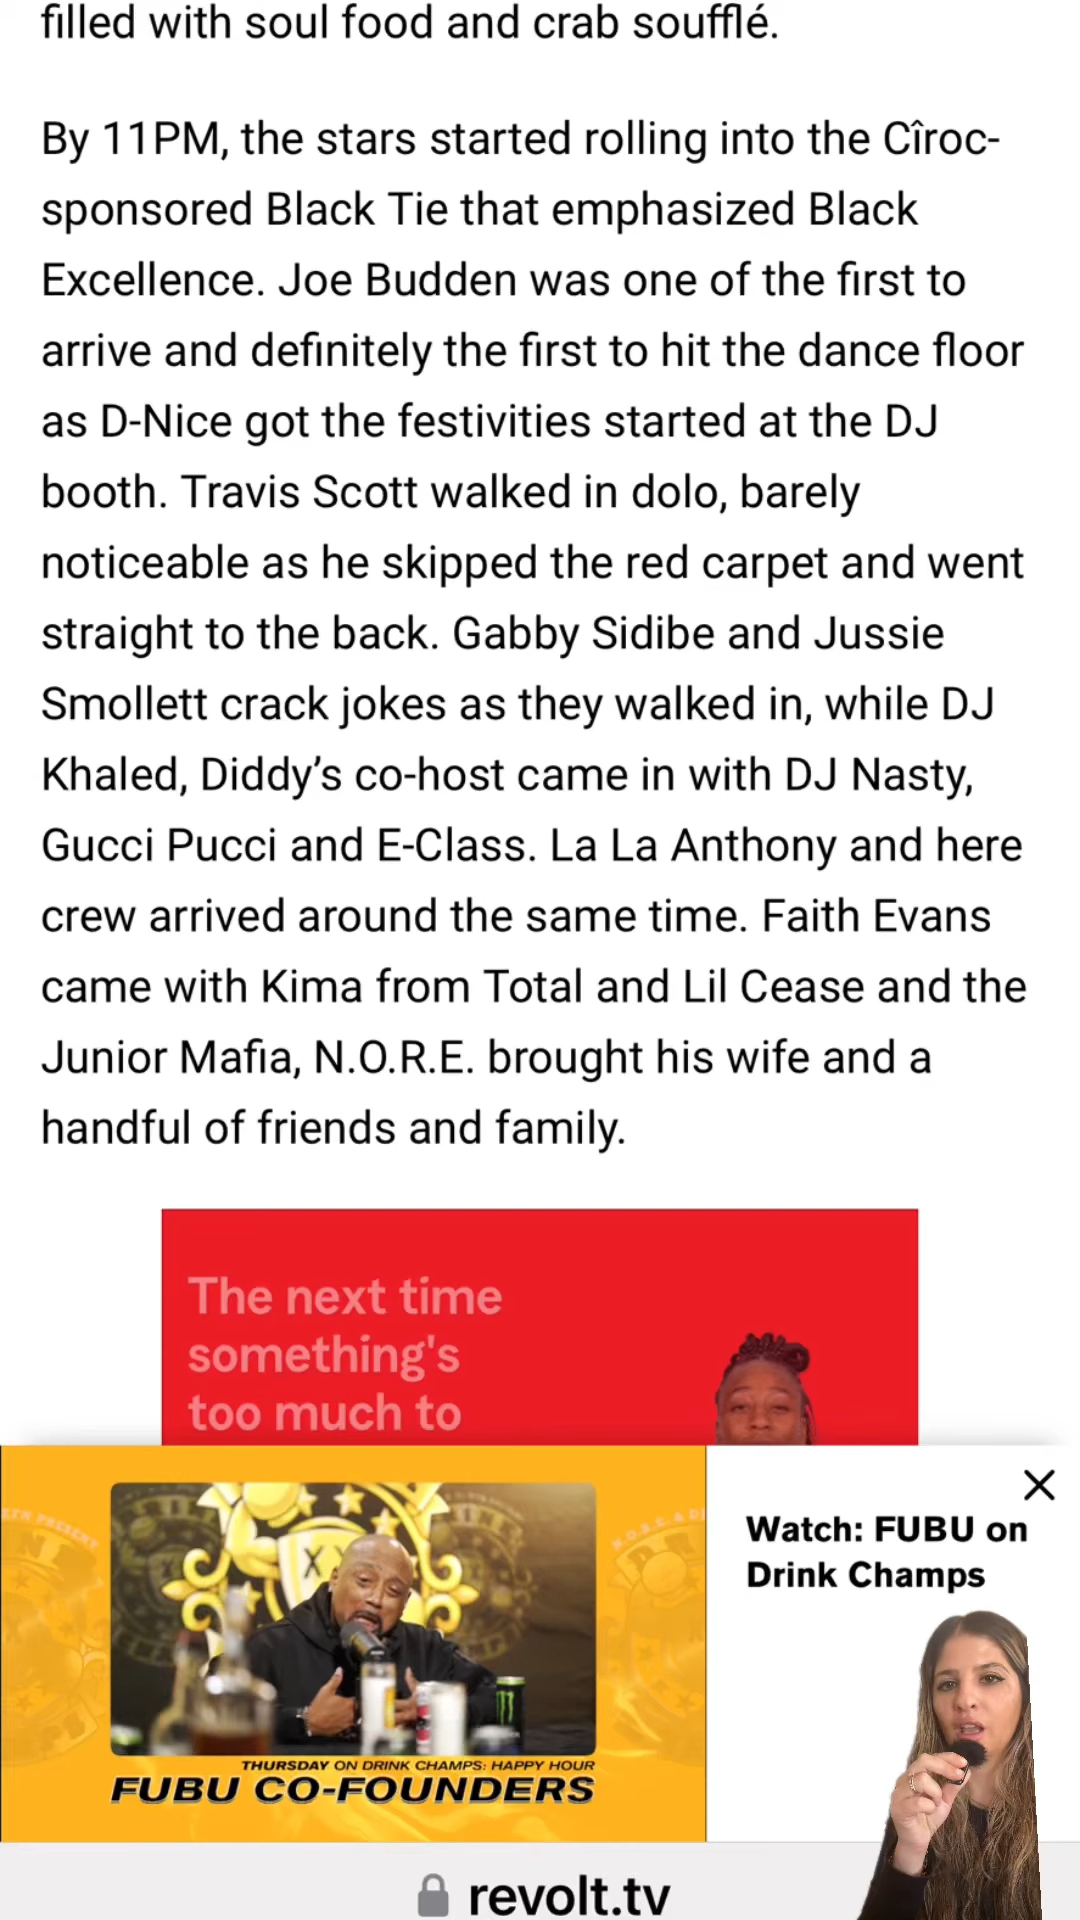 filled with soul food and crab soufflé.
By 11PM, the stars started rolling into the Cîroc-
sponsored Black Tie that emphasized Black
Excellence. Joe Budden was one of the first to
arrive and definitely the first to hit the dance floor
as D-Nice got the festivities started at the DJ
booth. Travis Scott walked in dolo, barely
noticeable as he skipped the red carpet and went
straight to the back. Gabby Sidibe and Jussie
Smollett crack jokes as they walked in, while DJ
Khaled, Diddy’s co-host came in with DJ Nasty,
Gucci Pucci and E-Class. La La Anthony and here
crew arrived around the same time. Faith Evans
came with Kima from Total and Lil Cease and the
Junior Mafia, N.O.R.E. brought his wife and a
handful of friends and family.
The next time
something's
too much to
Watch: FUBU on
Drink Champs
THURSDAY ON DRINK CHAMPS: HAPPY HOUR
FUBU CO-FOUNDERS
revolt.tv